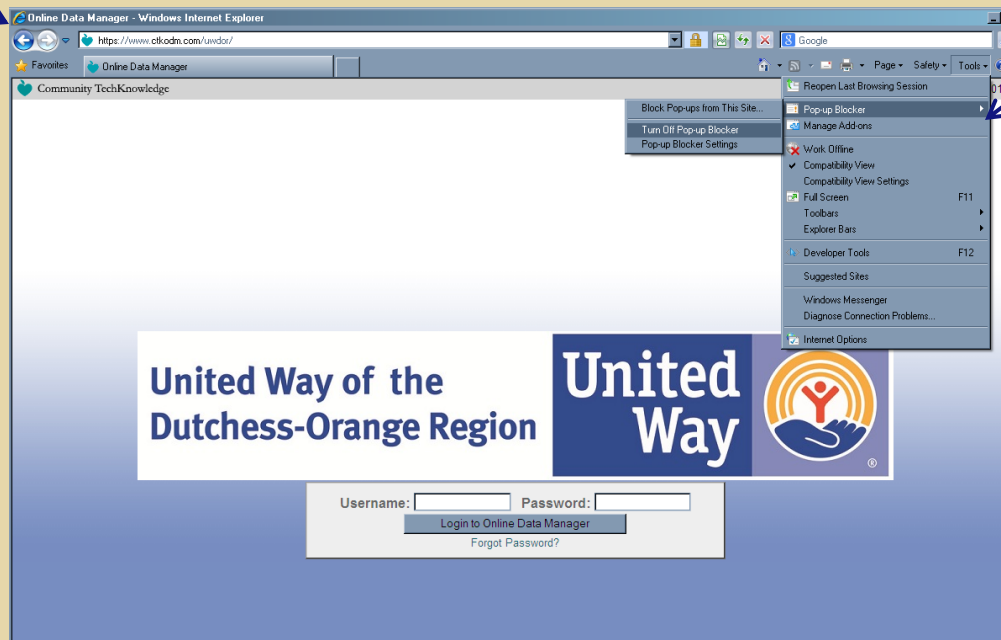 Online Data Manager - Windows Internet Explorer
https://www.ctkodm.com/uwdor/
Google
Favorites
Online Data Manager
Page
Safety
Tools
Community TechKnowledge
Reopen Last Browsing Session
Block Pop-ups from This Site...
Pop-up Blocker
Turn Off Pop-up Blocker
Manage Add-ons
Pop-up Blocker Settings
Work Offline
Compatibility View
Compatibility View Settings
Full Screen F11
Toolbars
Explorer Bars
Developer Tools F12
Suggested Sites
Windows Messenger
Diagnose Connection Problems...
Internet Options
United Way of the
Dutchess-Orange Region
United
Way
®
Username: Password:
Login to Online Data Manager
Forgot Password?